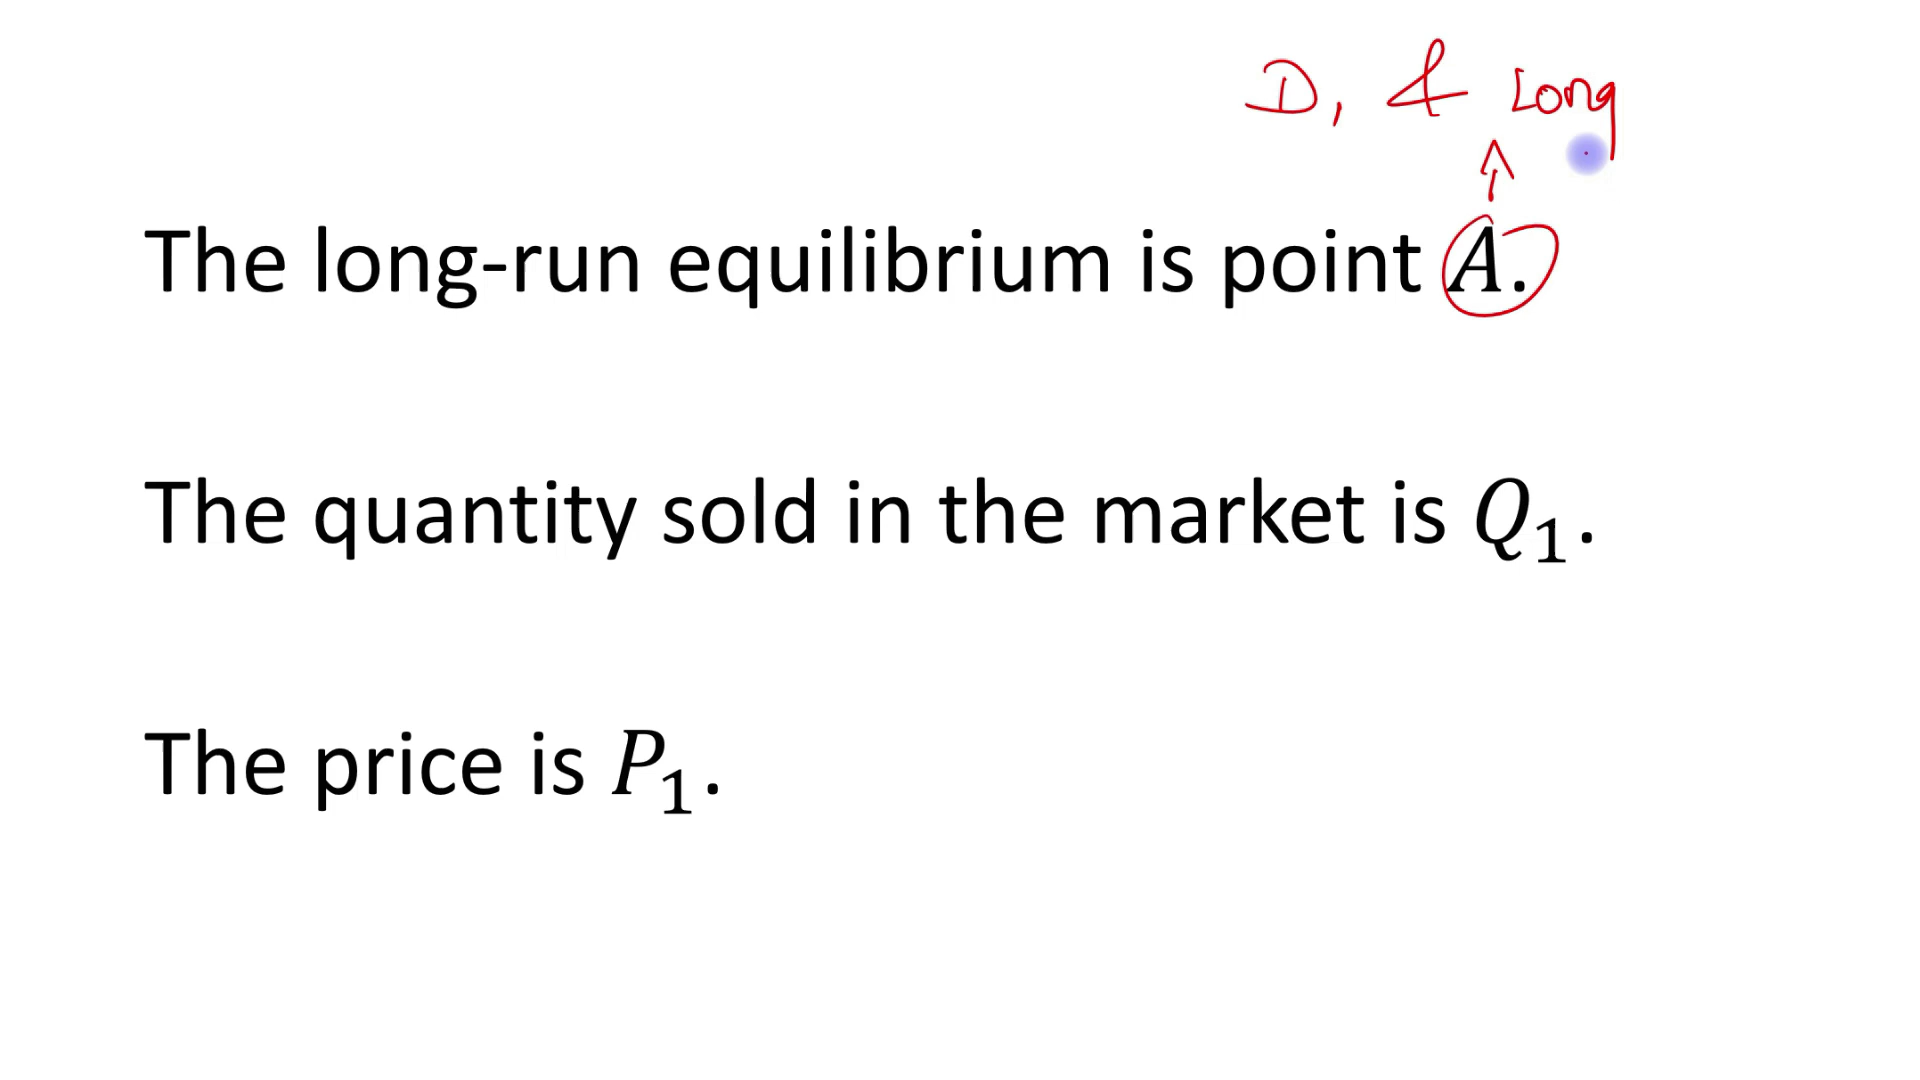 D, & Long
The long-run equilibrium is point A.
The quantity sold in the market is Q₁.
The price is P₁.